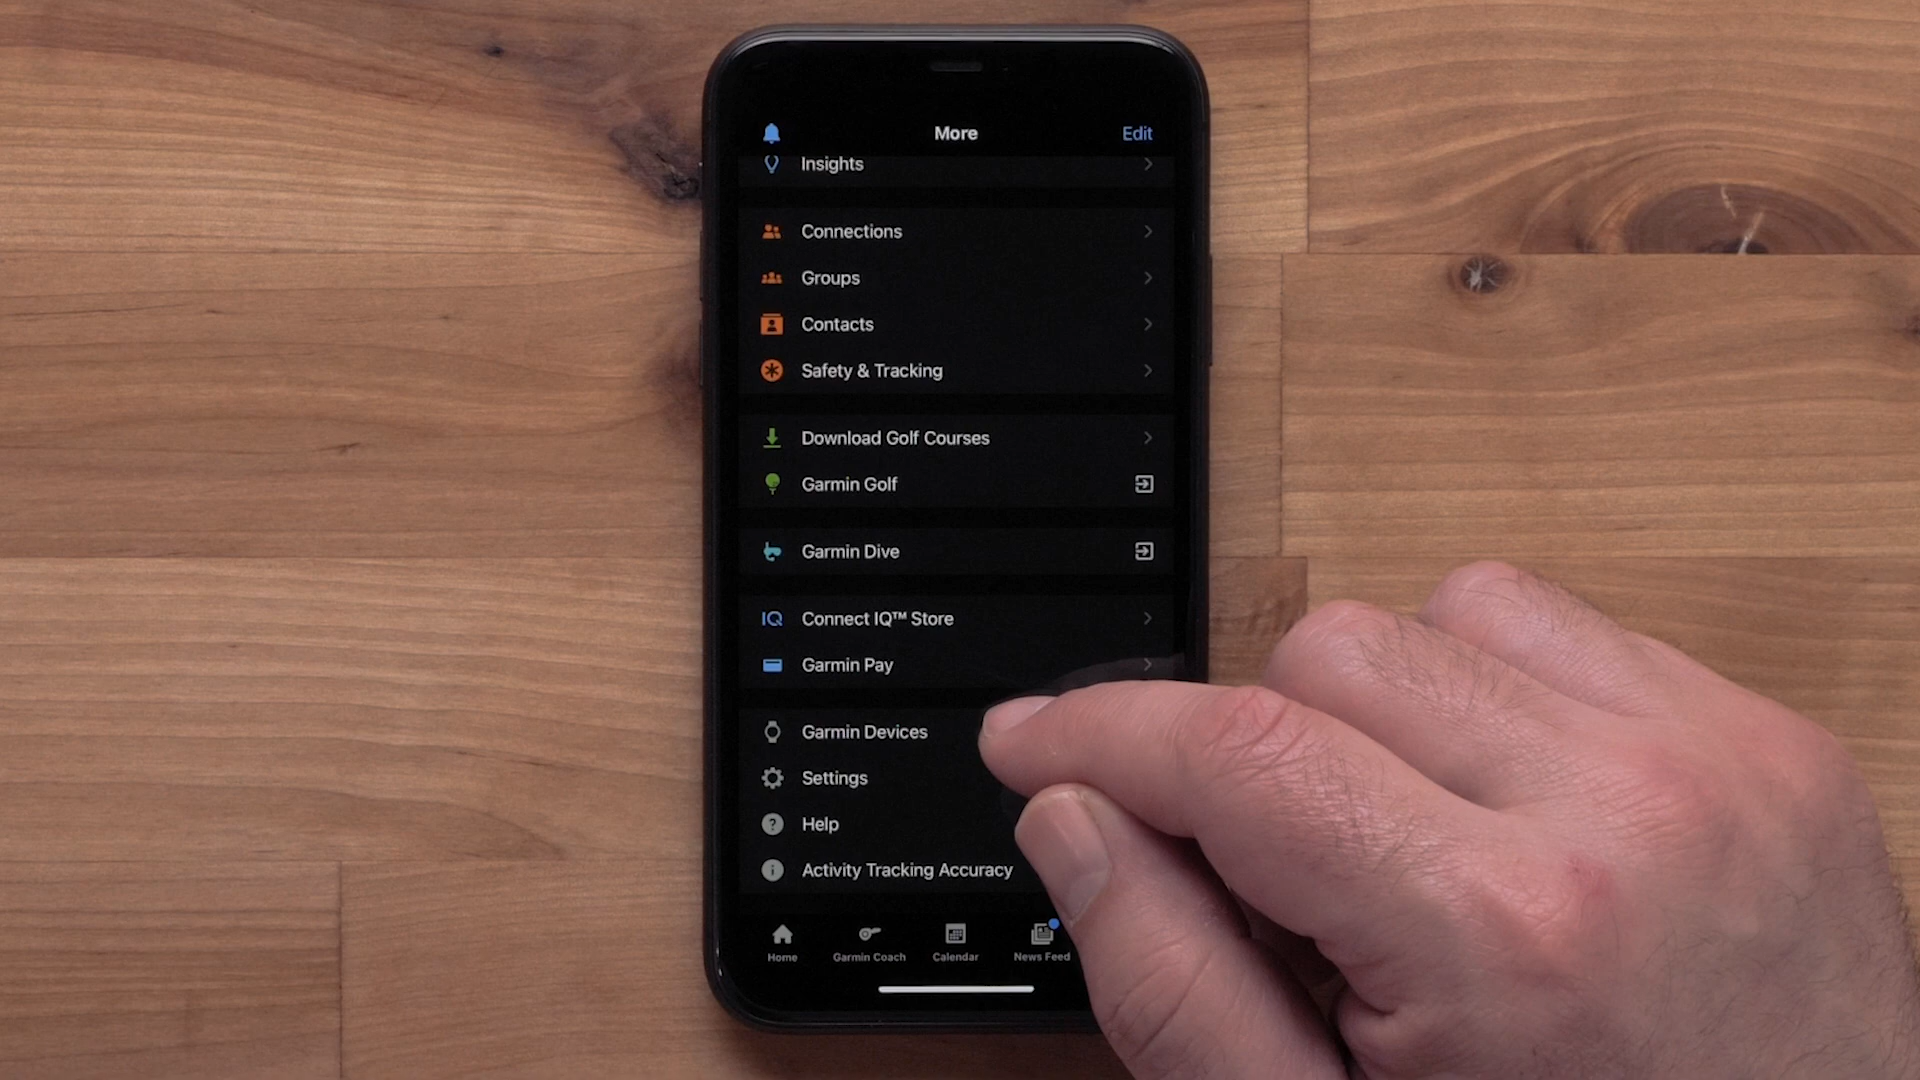 More
Edit
Insights
Connections
Groups
Contacts
Safety & Tracking
Download Golf Courses
Garmin Golf
Garmin Dive
IQ Connect IQ™ Store
Garmin Pay
Garmin Devices
Settings
? Help
i Activity Tracking Accuracy
Home Garmin Coach Calendar News Feed